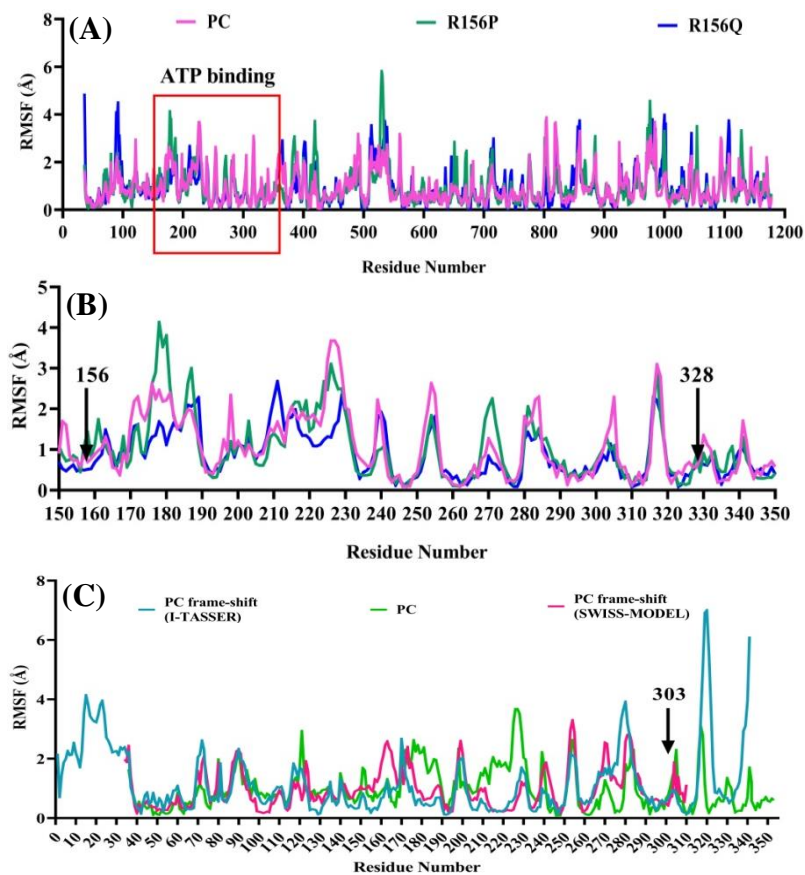 (A)
PC R156P R156Q
ATP binding
RMSF (Å)
8
6
4
2
0
0 100 200 300 400 500 600 700 800 900 1000 1100 1200
Residue Number
(B)
RMSF (Å)
5
4
3
2
1
0
156
328
150 160 170 180 190 200 210 220 230 240 250 260 270 280 290 300 310 320 330 340 350
Residue Number
(C)
PC frame-shift
(I-TASSER)
PC
PC frame-shift
(SWISS-MODEL)
RMSF (Å)
8
6
4
2
0
303
0 10 20 30 40 50 60 70 80 90 100 110 120 130 140 150 160 170 180 190 200 210 220 230 240 250 260 270 280 290 300 310 320 330 340 350
Residue Number